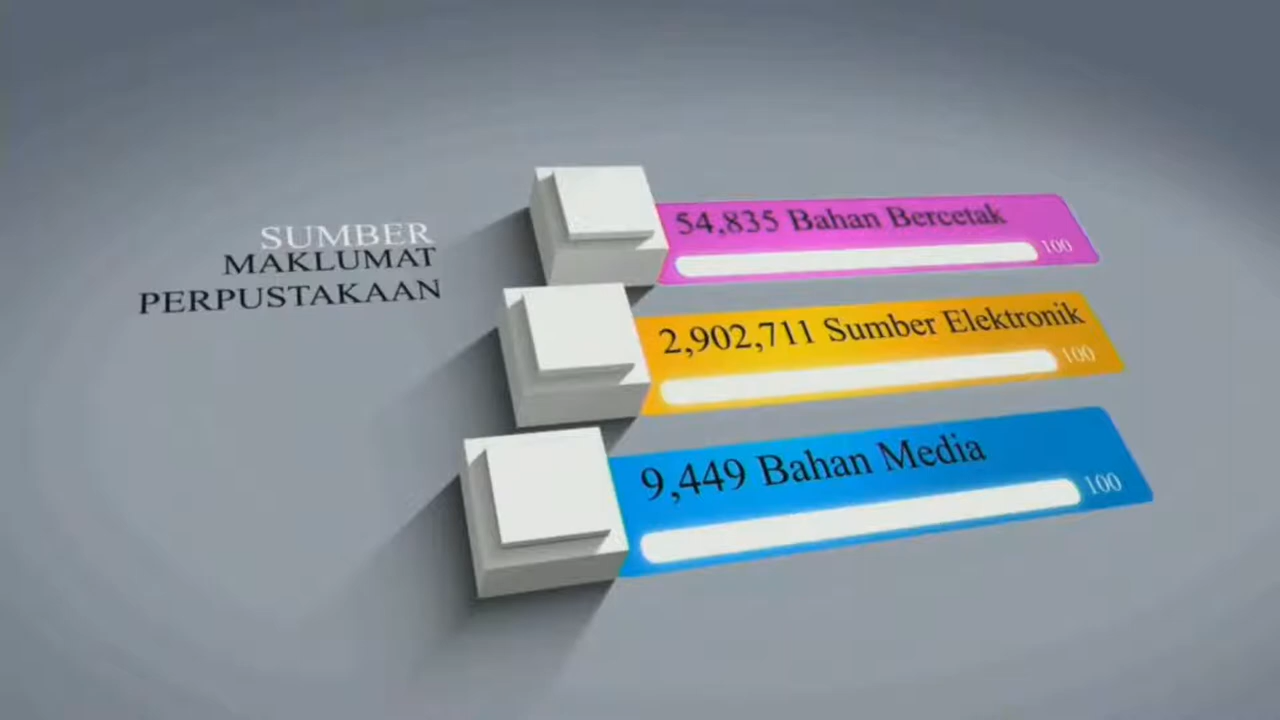 SUMBER
MAKLUMAT
PERPUSTAKAAN
54,835 Bahan Bercetak
100
2,902,711 Sumber Elektronik
100
9,449 Bahan Media
100